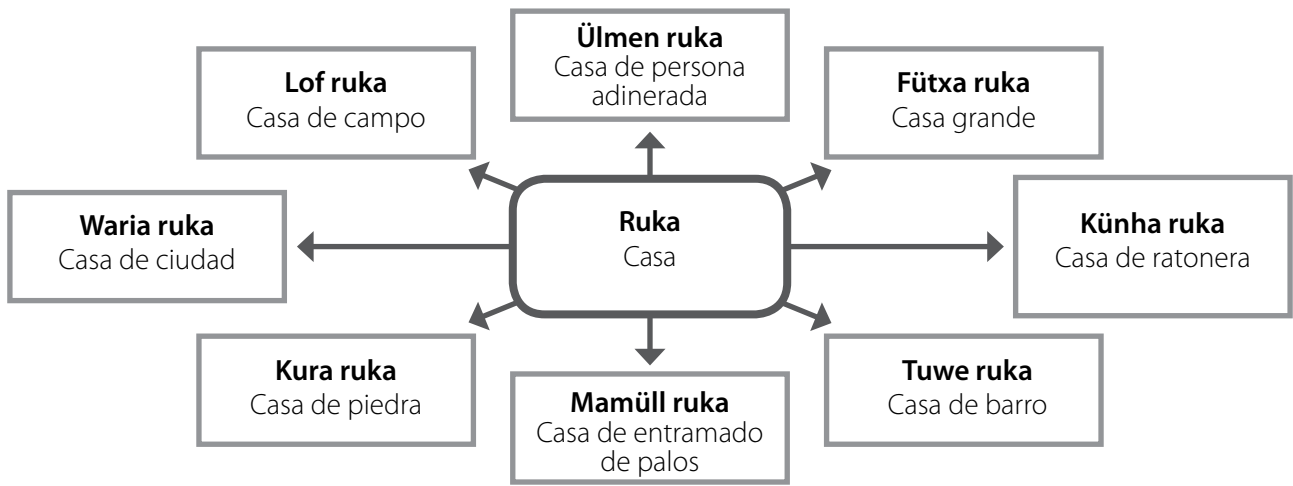 Ülmen ruka
Casa de persona
adinerada
Lof ruka
Casa de campo
Fütxa ruka
Casa grande
Waria ruka
Casa de ciudad
Ruka
Casa
Künha ruka
Casa de ratonera
Kura ruka
Casa de piedra
Mamüll ruka
Casa de entramado
de palos
Tuwe ruka
Casa de barro